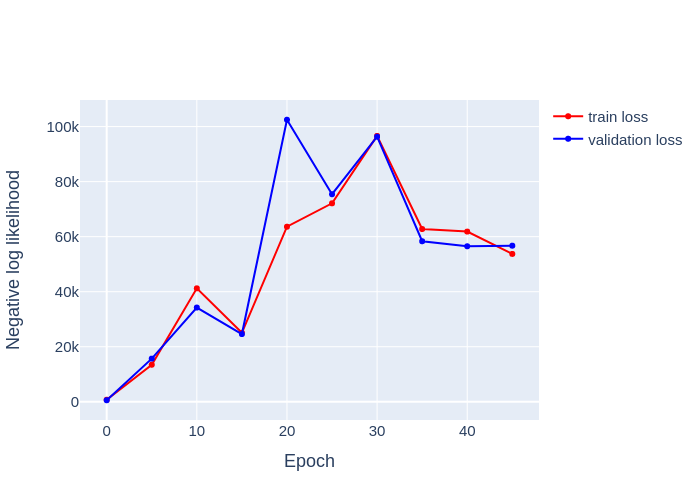 train loss
validation loss
100k
80k
60k
40k
20k
0
Negative log likelihood
0 10 20 30 40
Epoch